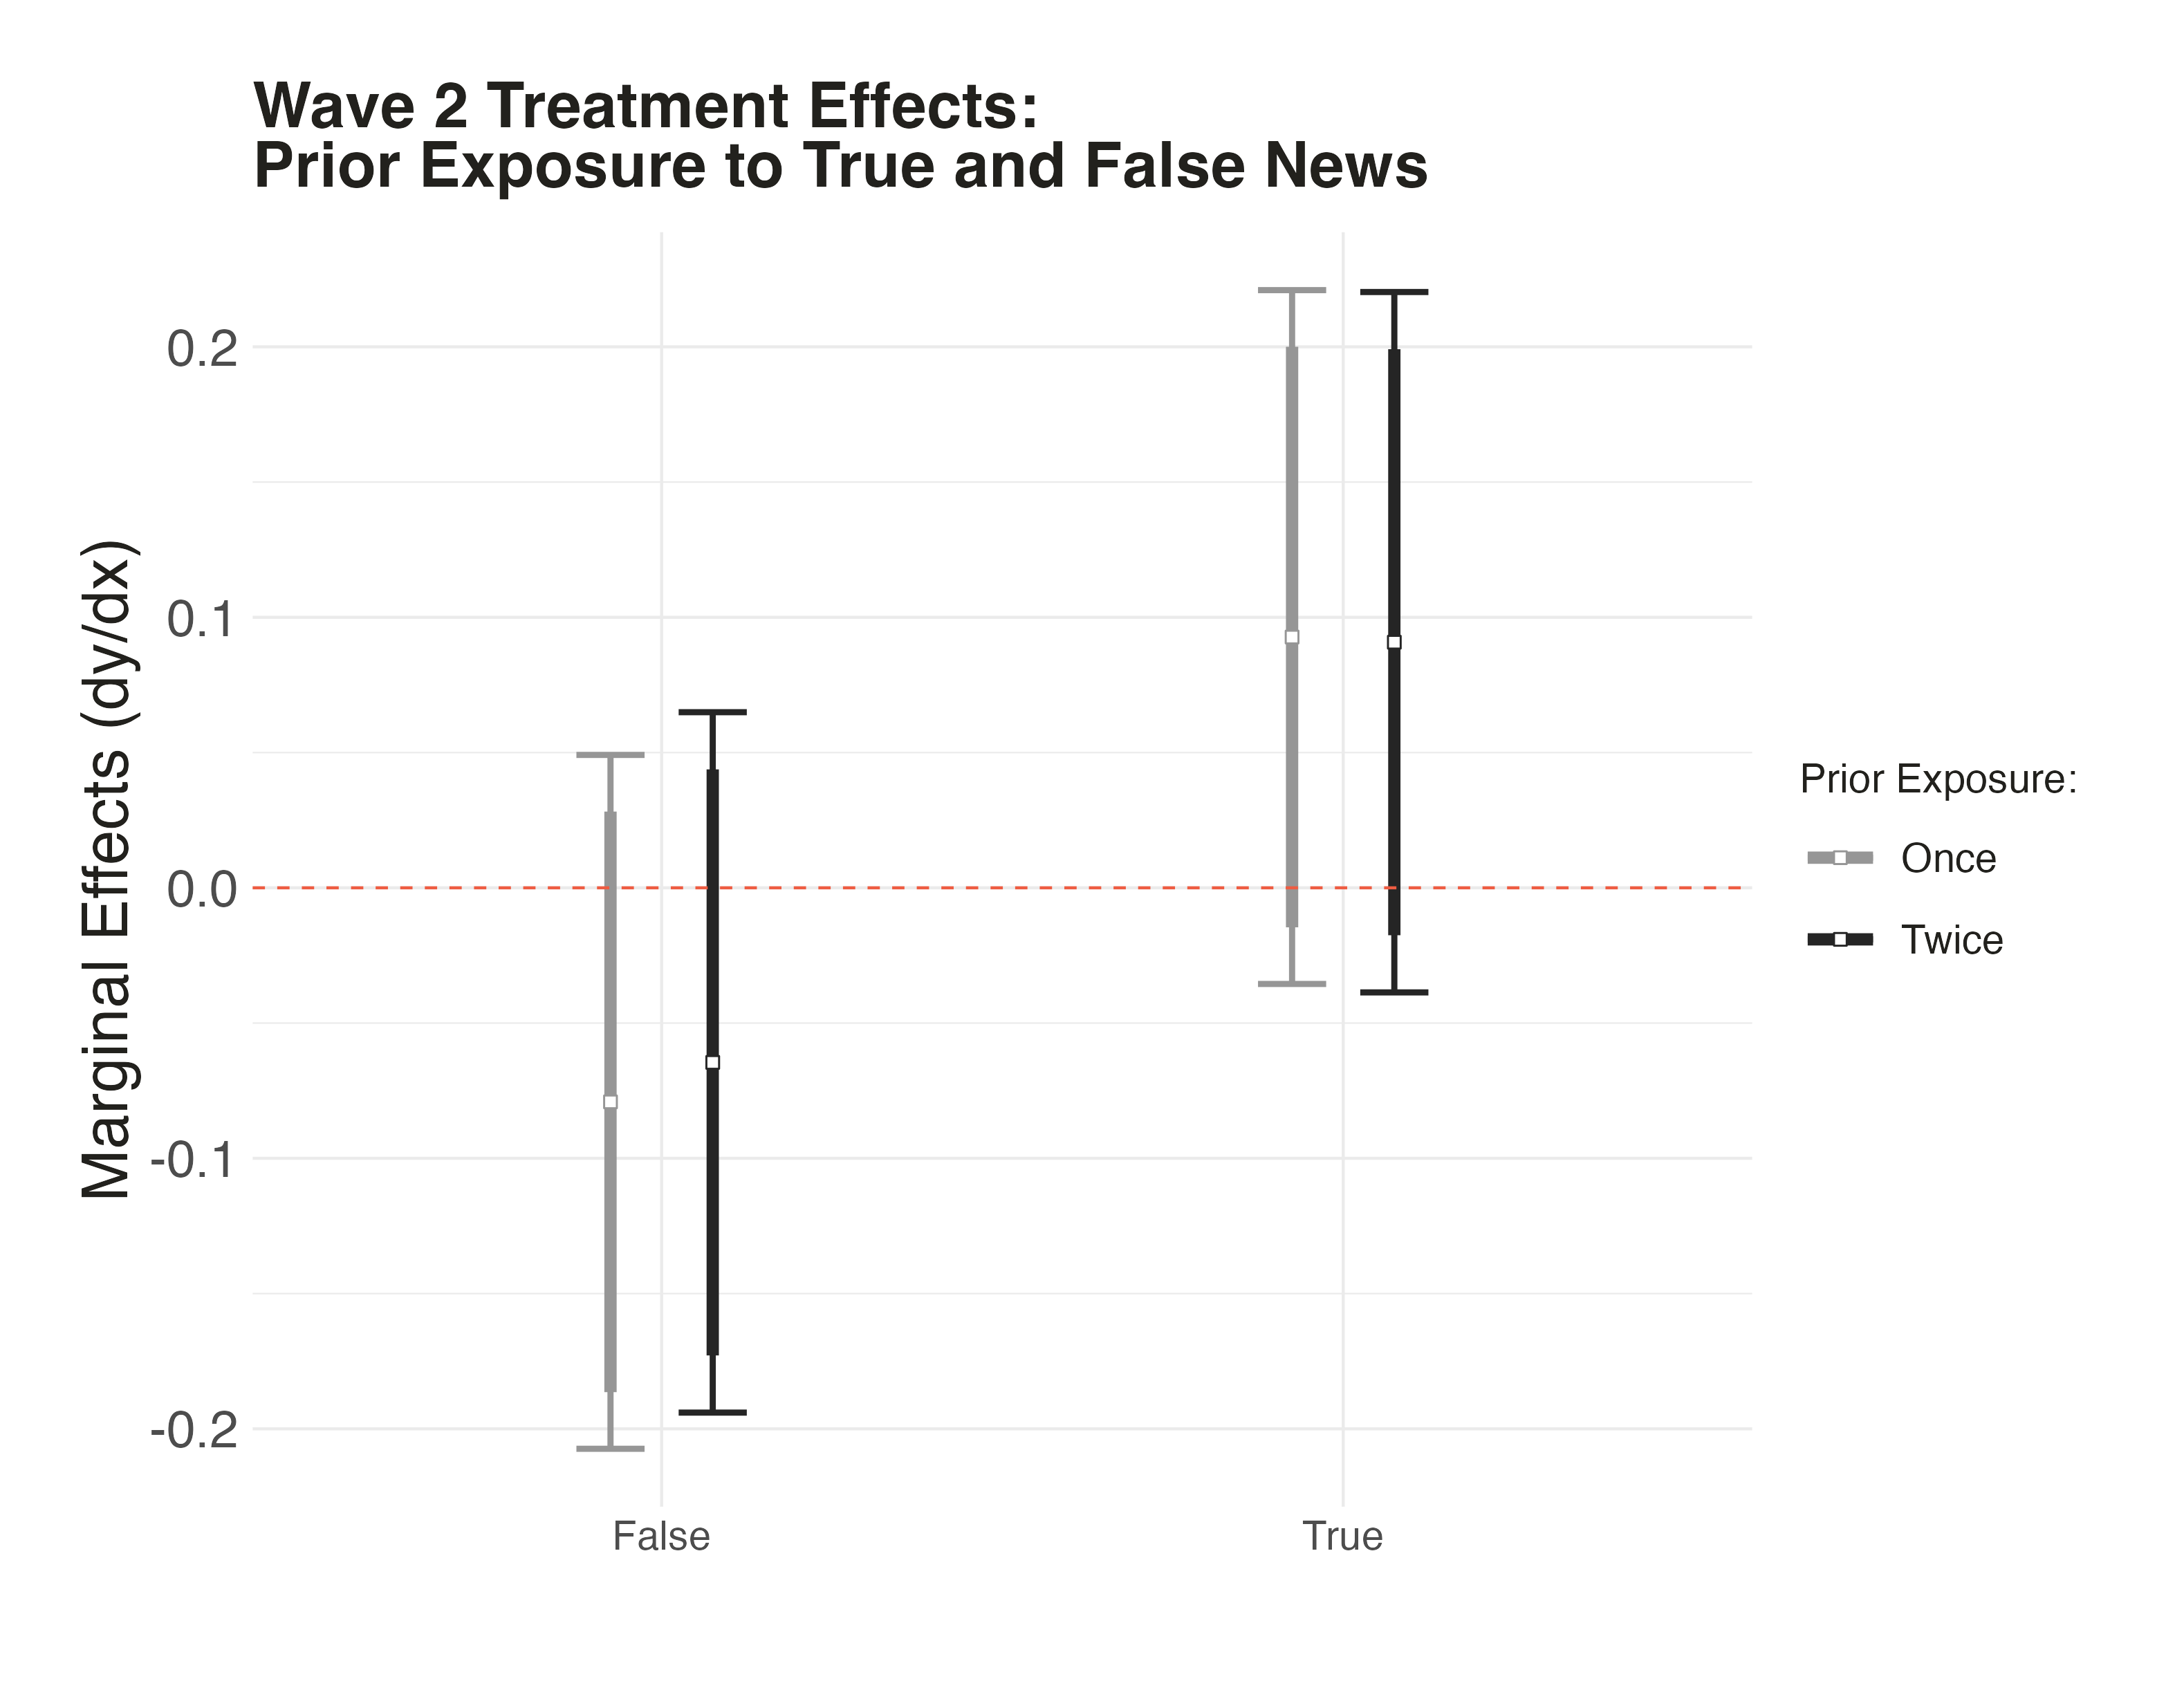 Wave 2 Treatment Effects:
Prior Exposure to True and False News
Marginal Effects (dy/dx)
0.2
0.1
0.0
-0.1
-0.2
False
True
Prior Exposure:
Once
Twice